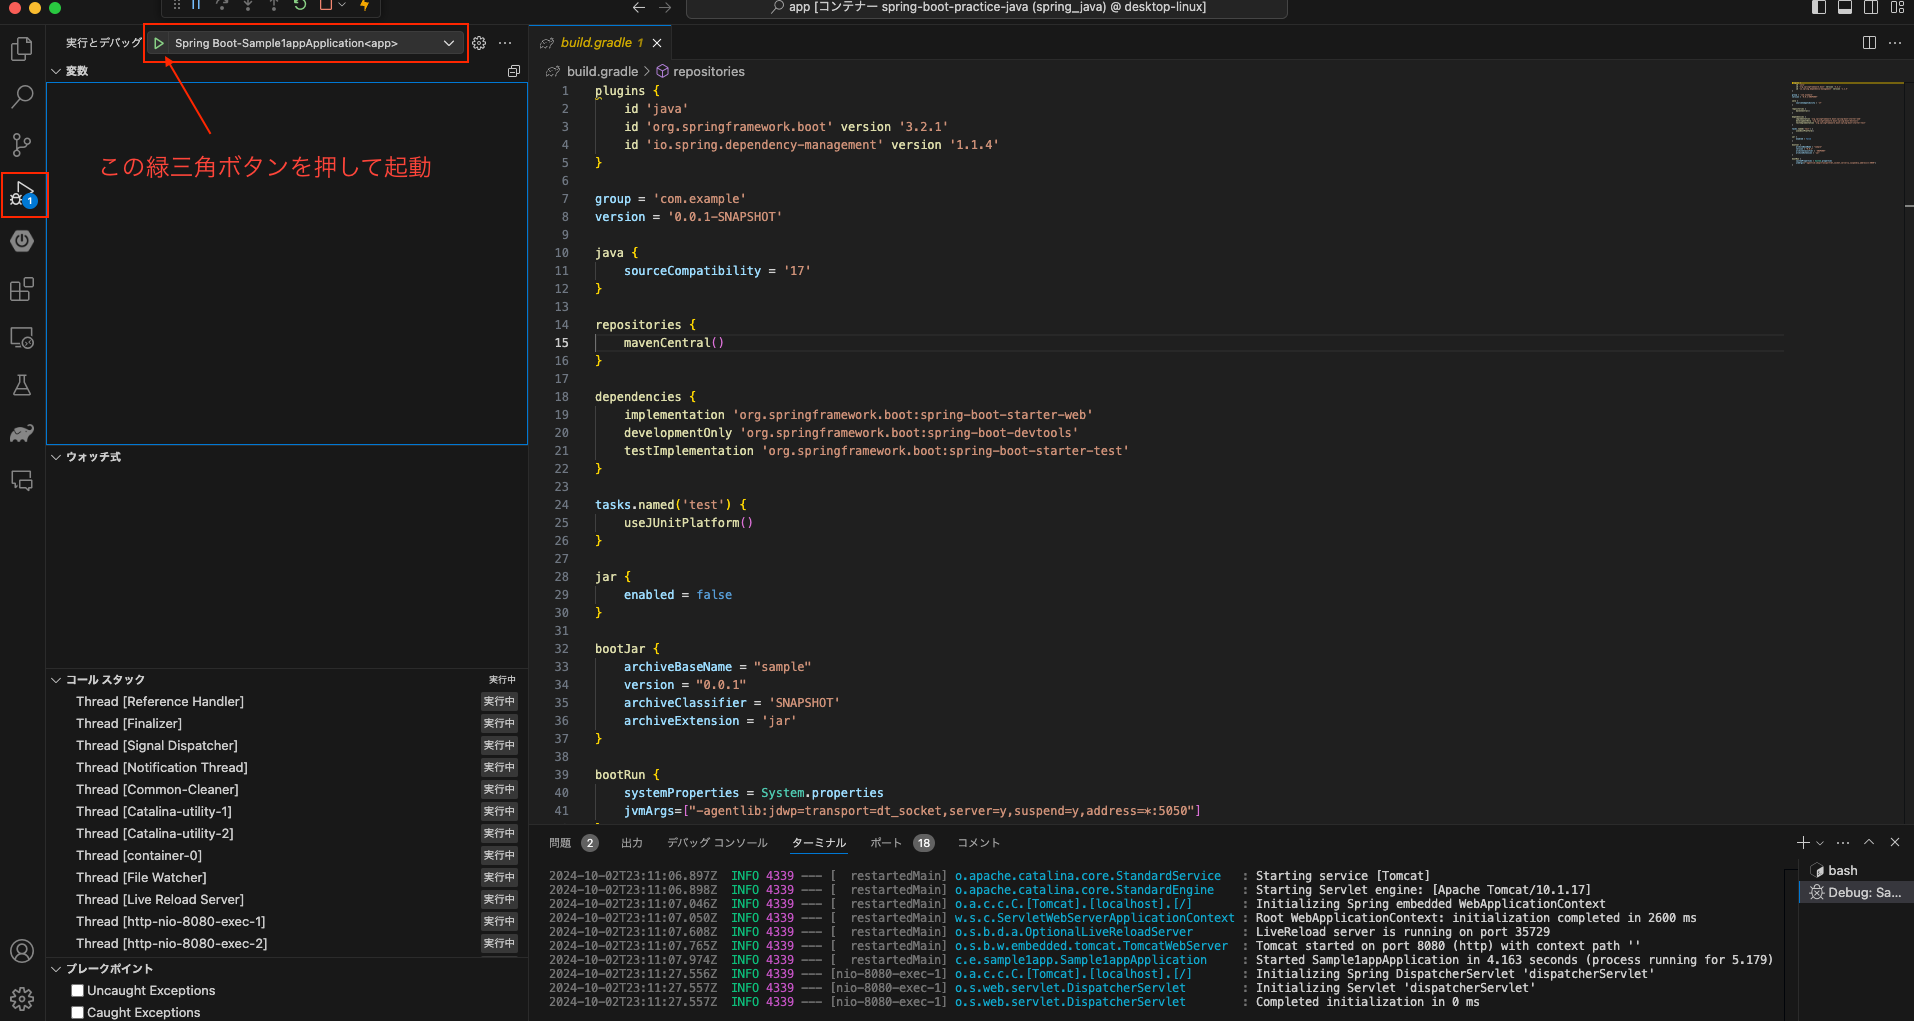 app [コンテナー spring-boot-practice-java (spring_java) @ desktop-linux]
実行とデバッグ
Spring Boot-Sample1appApplication<app>
変数
この緑三角ボタンを押して起動
1
ウォッチ式
コール スタック 実行中
Thread [Reference Handler] 実行中
Thread [Finalizer] 実行中
Thread [Signal Dispatcher] 実行中
Thread [Notification Thread] 実行中
Thread [Common-Cleaner] 実行中
Thread [Catalina-utility-1] 実行中
Thread [Catalina-utility-2] 実行中
Thread [container-0] 実行中
Thread [File Watcher] 実行中
Thread [Live Reload Server] 実行中
Thread [http-nio-8080-exec-1] 実行中
Thread [http-nio-8080-exec-2] 実行中
ブレークポイント
Uncaught Exceptions
Caught Exceptions
build.gradle 1
build.gradle > repositories
1 plugins {
2 id 'java'
3 id 'org.springframework.boot' version '3.2.1'
4 id 'io.spring.dependency-management' version '1.1.4'
5 }
6
7 group = 'com.example'
8 version = '0.0.1-SNAPSHOT'
9
10 java {
11 sourceCompatibility = '17'
12 }
13
14 repositories {
15 mavenCentral()
16 }
17
18 dependencies {
19 implementation 'org.springframework.boot:spring-boot-starter-web'
20 developmentOnly 'org.springframework.boot:spring-boot-devtools'
21 testImplementation 'org.springframework.boot:spring-boot-starter-test'
22 }
23
24 tasks.named('test') {
25 useJUnitPlatform()
26 }
27
28 jar {
29 enabled = false
30 }
31
32 bootJar {
33 archiveBaseName = "sample"
34 version = "0.0.1"
35 archiveClassifier = 'SNAPSHOT'
36 archiveExtension = 'jar'
37 }
38
39 bootRun {
40 systemProperties = System.properties
41 jvmArgs=["-agentlib:jdwp=transport=dt_socket,server=y,suspend=y,address=*:5050"]
問題 2 出力 デバッグ コンソール ターミナル ポート 18 コメント
2024-10-02T23:11:06.897Z INFO 4339 --- [ restartedMain] o.apache.catalina.core.StandardService : Starting service [Tomcat]
2024-10-02T23:11:06.898Z INFO 4339 --- [ restartedMain] o.apache.catalina.core.StandardEngine : Starting Servlet engine: [Apache Tomcat/10.1.17]
2024-10-02T23:11:07.046Z INFO 4339 --- [ restartedMain] o.a.c.c.C.[Tomcat].[localhost].[/] : Initializing Spring embedded WebApplicationContext
2024-10-02T23:11:07.050Z INFO 4339 --- [ restartedMain] w.s.c.ServletWebServerApplicationContext : Root WebApplicationContext: initialization completed in 2600 ms
2024-10-02T23:11:07.608Z INFO 4339 --- [ restartedMain] o.s.b.d.a.OptionalLiveReloadServer : LiveReload server is running on port 35729
2024-10-02T23:11:07.765Z INFO 4339 --- [ restartedMain] o.s.b.w.embedded.tomcat.TomcatWebServer : Tomcat started on port 8080 (http) with context path ''
2024-10-02T23:11:07.974Z INFO 4339 --- [ restartedMain] c.e.sample1app.Sample1appApplication : Started Sample1appApplication in 4.163 seconds (process running for 5.179)
2024-10-02T23:11:27.556Z INFO 4339 --- [nio-8080-exec-1] o.a.c.c.C.[Tomcat].[localhost].[/] : Initializing Spring DispatcherServlet 'dispatcherServlet'
2024-10-02T23:11:27.557Z INFO 4339 --- [nio-8080-exec-1] o.s.web.servlet.DispatcherServlet : Initializing Servlet 'dispatcherServlet'
2024-10-02T23:11:27.557Z INFO 4339 --- [nio-8080-exec-1] o.s.web.servlet.DispatcherServlet : Completed initialization in 0 ms
bash
Debug: Sa...